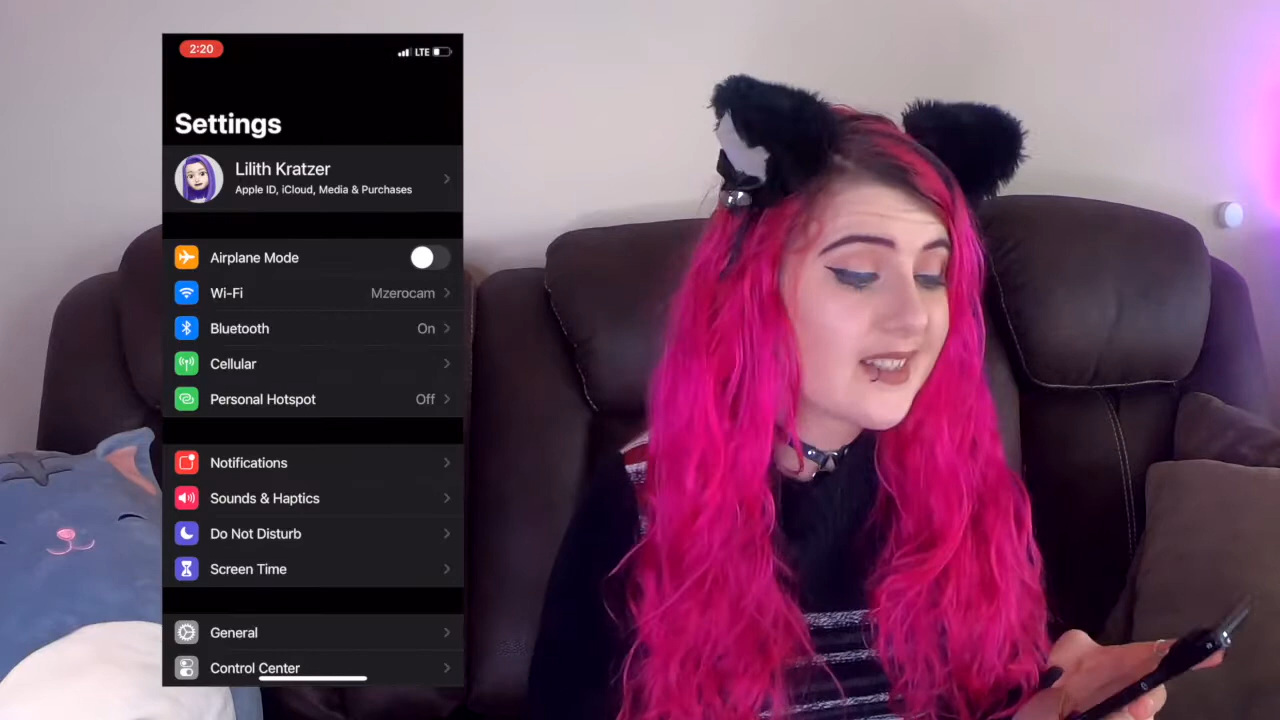 2:20
LTE
Settings
Lilith Kratzer
Apple ID, iCloud, Media & Purchases
Airplane Mode
Wi-Fi Mzerocam
Bluetooth On
Cellular
Personal Hotspot Off
Notifications
Sounds & Haptics
Do Not Disturb
Screen Time
General
Control Center